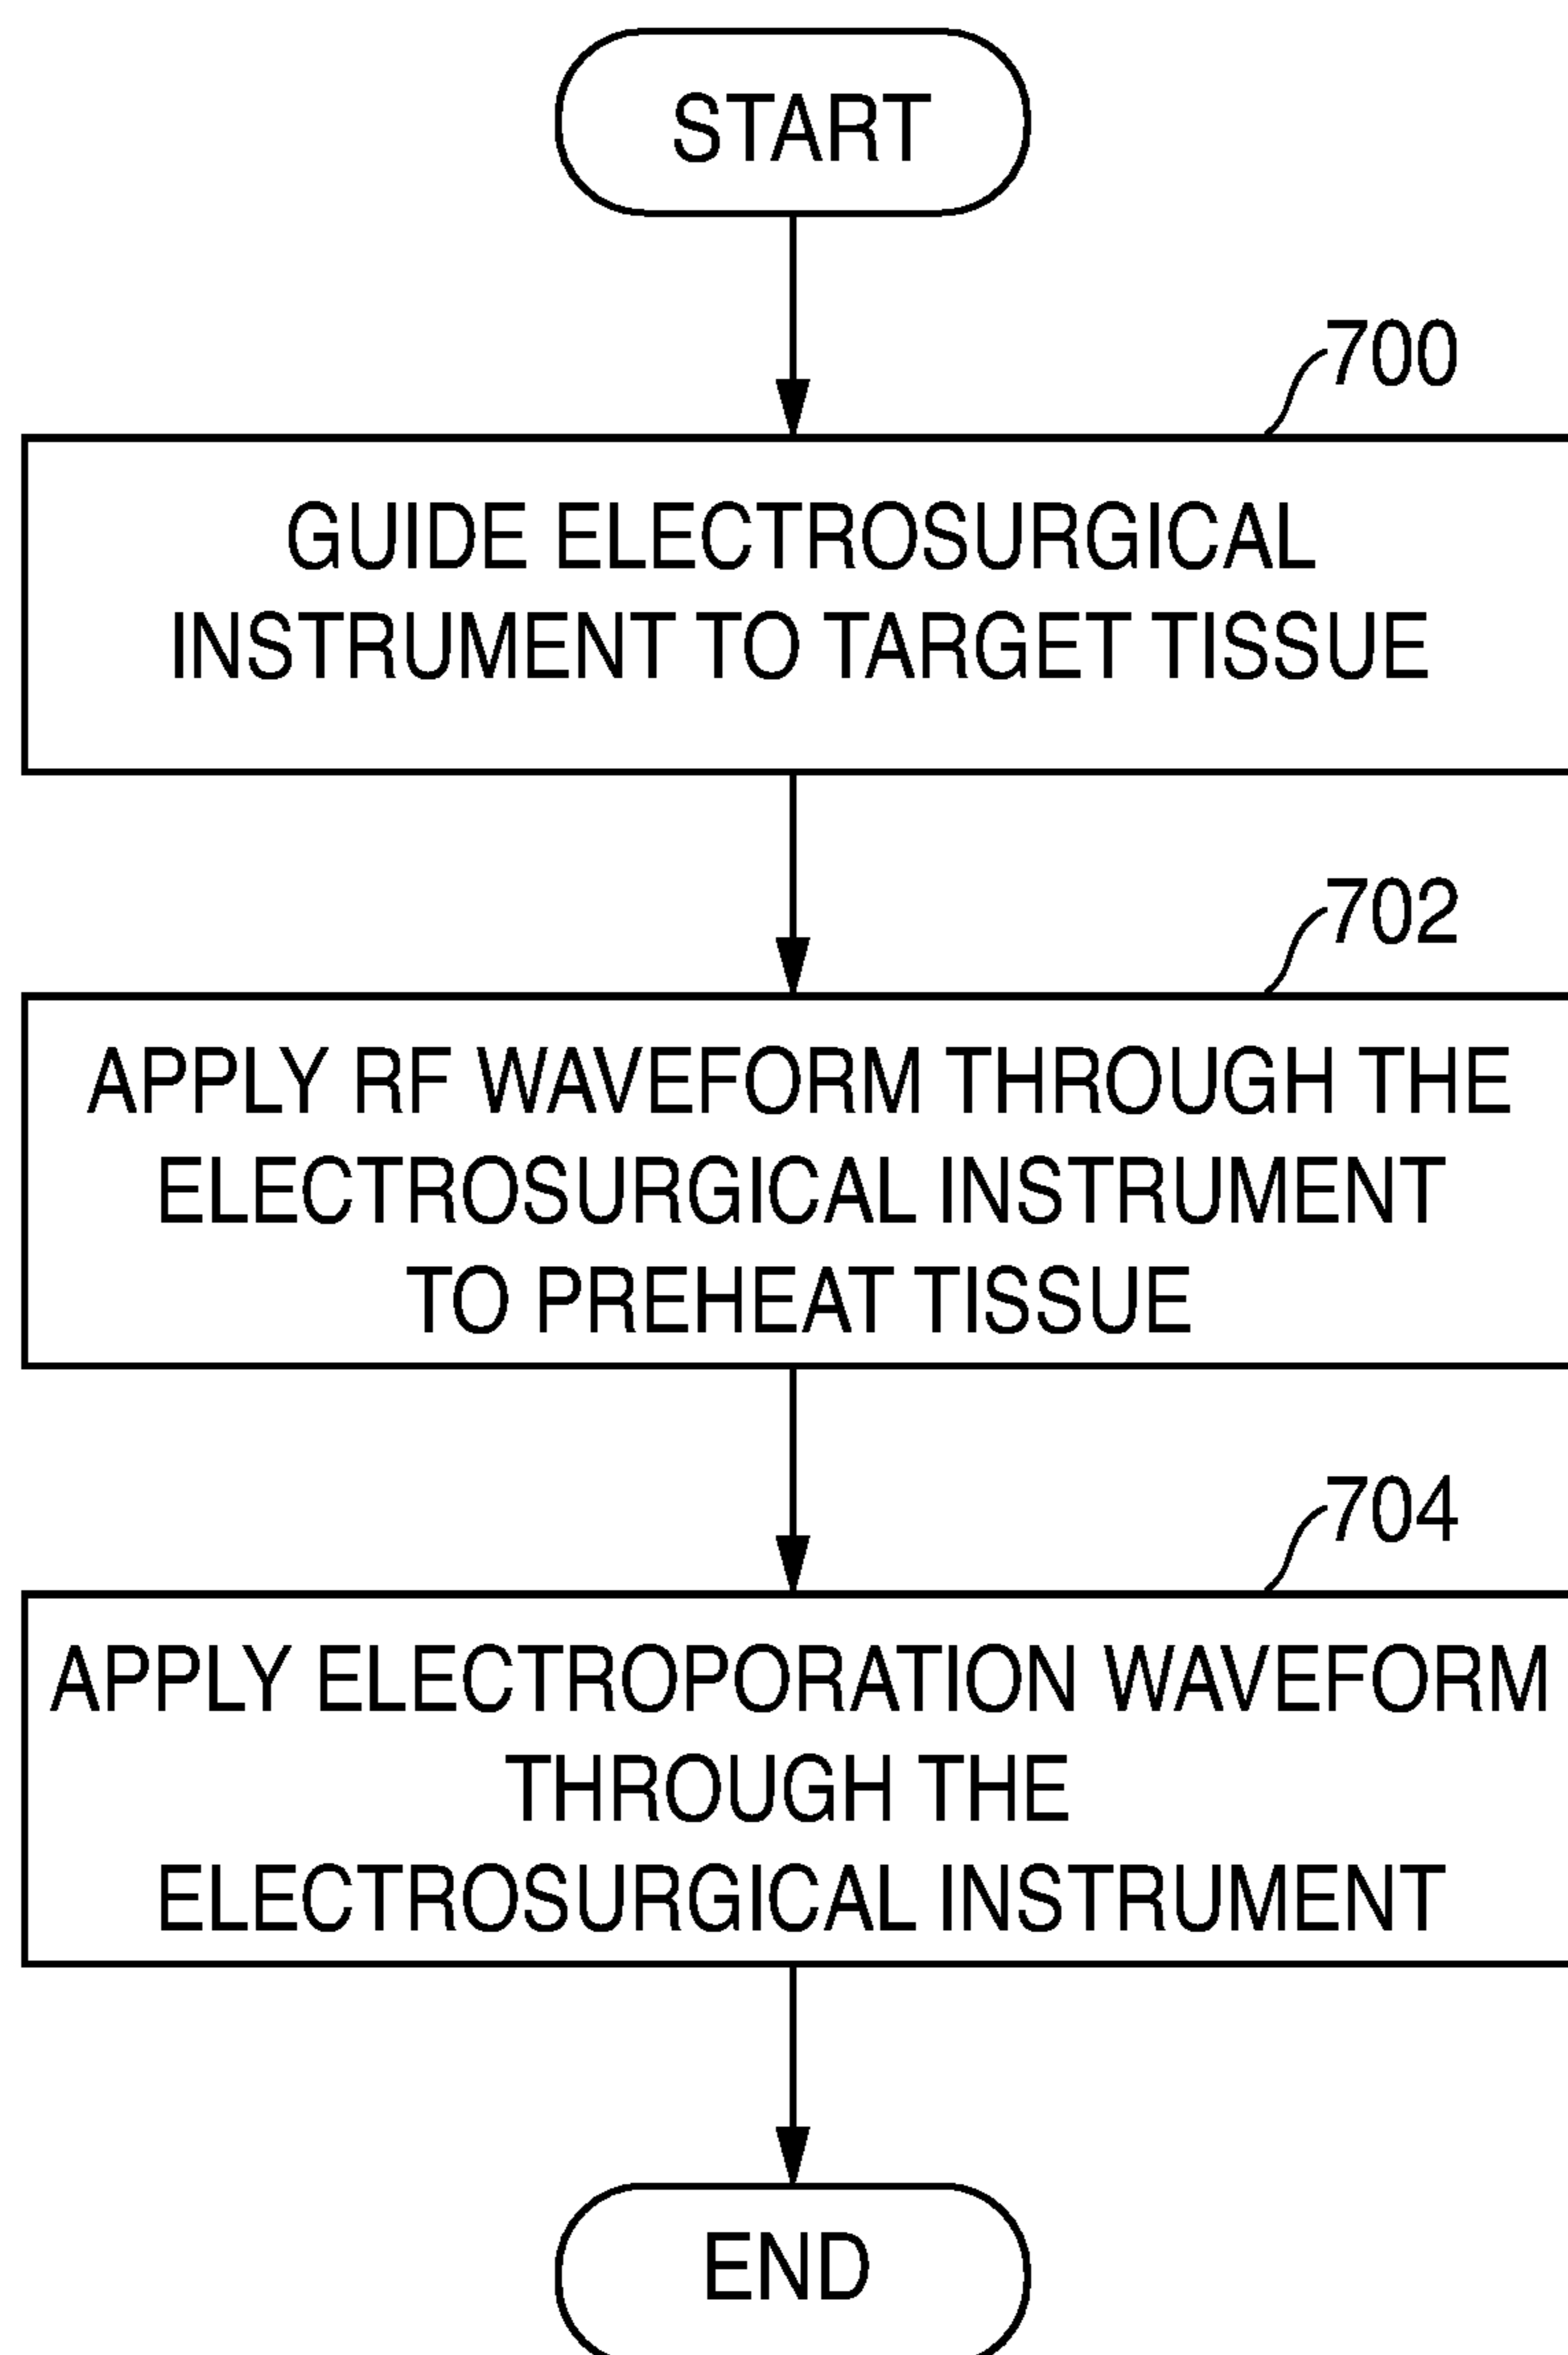 START
700
GUIDE ELECTROSURGICAL
INSTRUMENT TO TARGET TISSUE
702
APPLY RF WAVEFORM THROUGH THE
ELECTROSURGICAL INSTRUMENT
TO PREHEAT TISSUE
704
APPLY ELECTROPORATION WAVEFORM
THROUGH THE
ELECTROSURGICAL INSTRUMENT
END